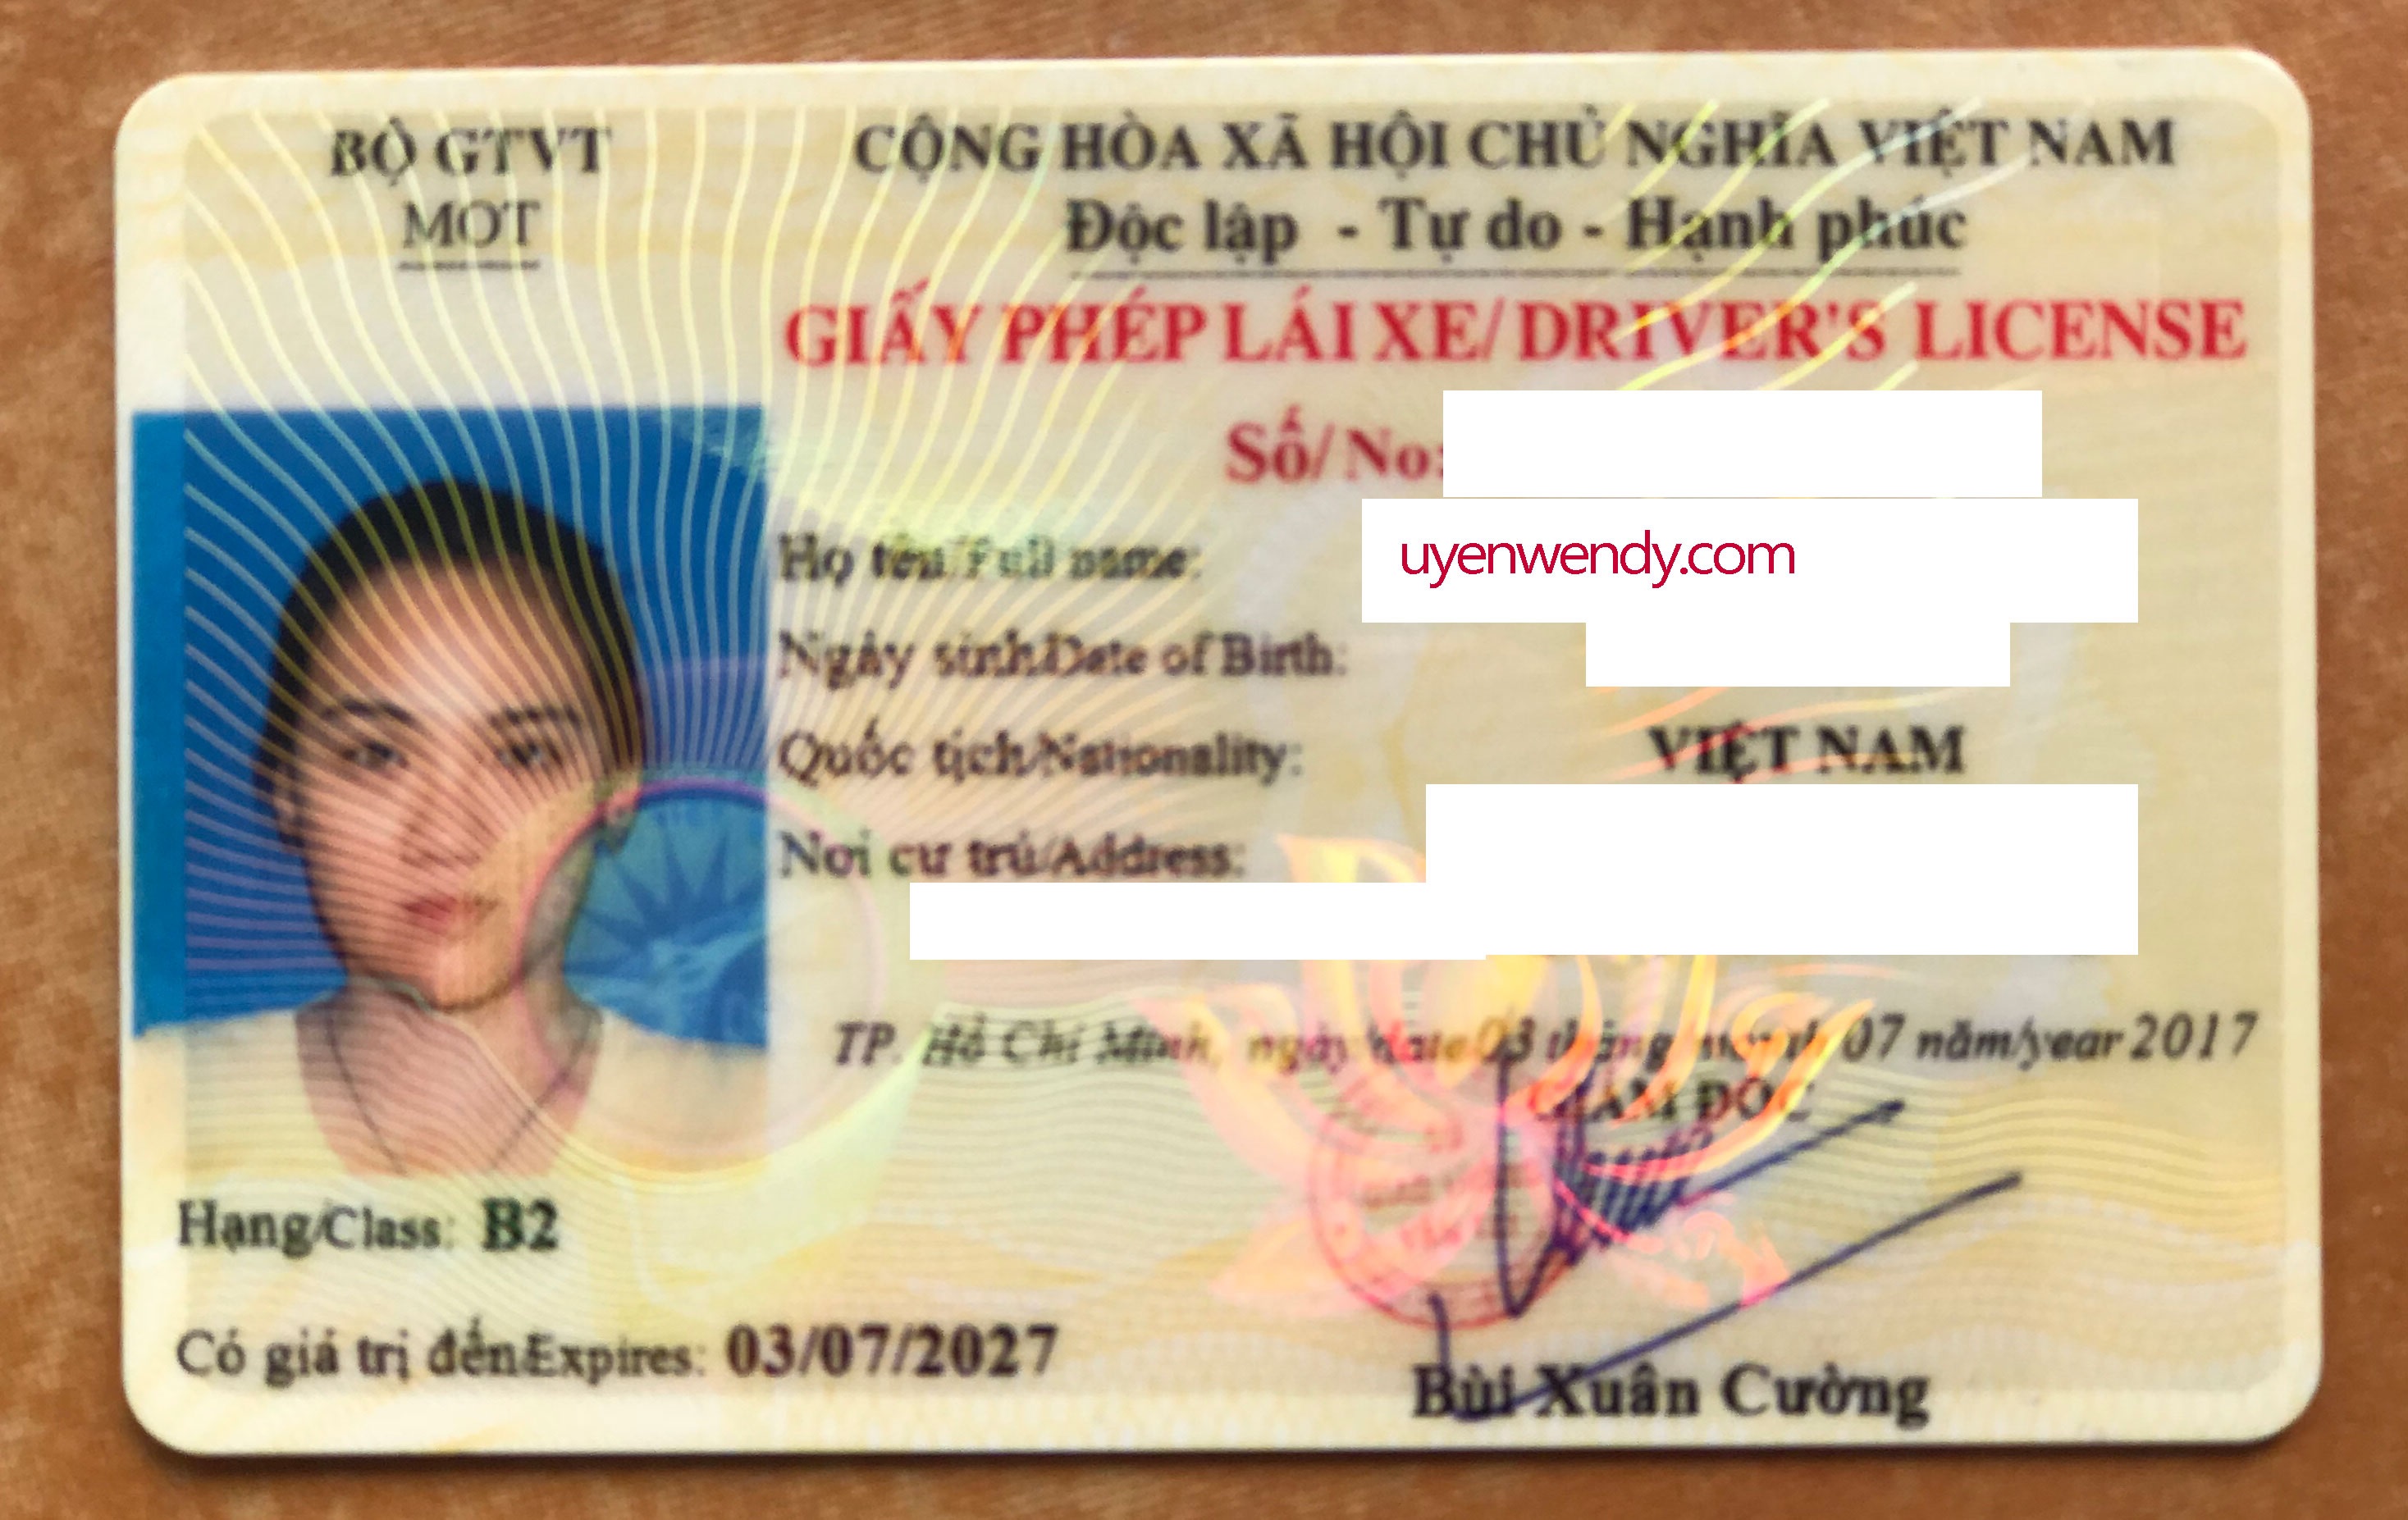 BỘ GTVT
MOT
CỘNG HÒA XÃ HỘI CHỦ NGHĨA VIỆT NAM
Độc lập - Tự do - Hạnh phúc
GIẤY PHÉP LÁI XE/ DRIVER'S LICENSE
Số/ No:
Họ tên/Full name: uyenwendy.com
Ngày sinh/Date of Birth:
Quốc tịch/Nationality: VIỆT NAM
Nơi cư trú/Address:
TP. Hồ Chí Minh, ngày/date 03 tháng/month 07 năm/year 2017
GIÁM ĐỐC
Hạng/Class: B2
Có giá trị đến/Expires: 03/07/2027
Bùi Xuân Cường